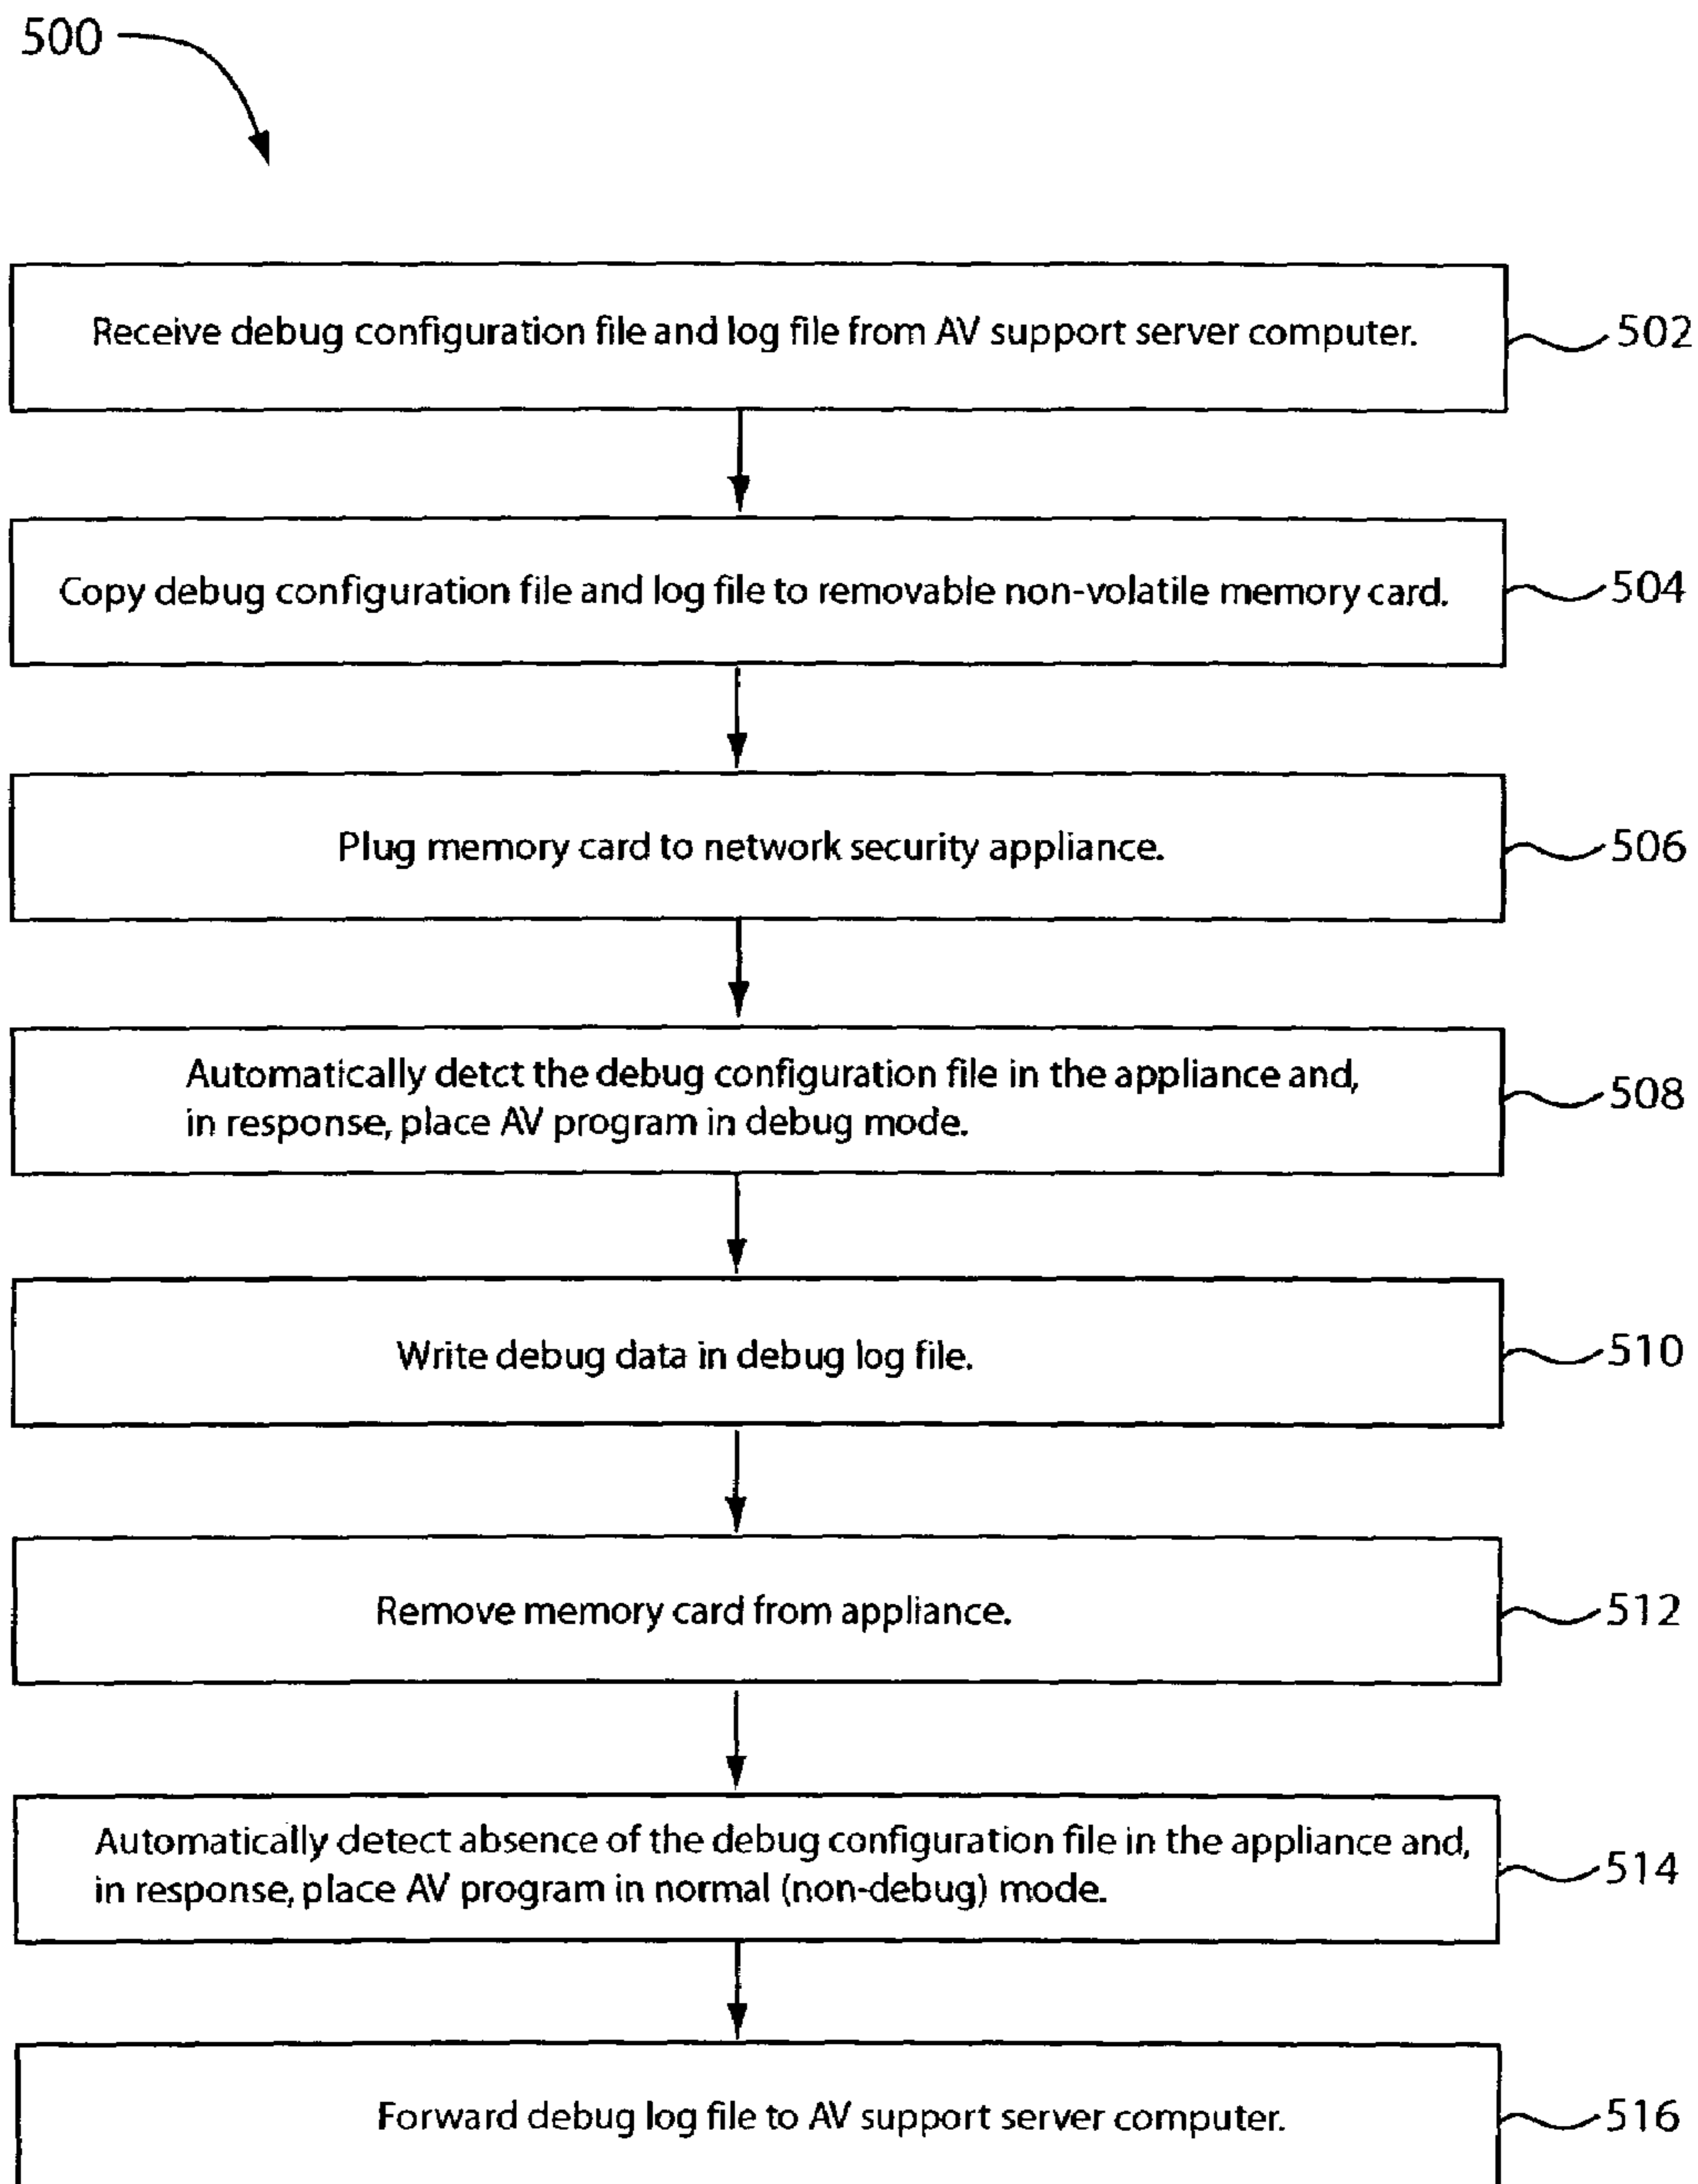 500
Receive debug configuration file and log file from AV support server computer.
502
Copy debug configuration file and log file to removable non-volatile memory card.
504
Plug memory card to network security appliance.
506
Automatically detct the debug configuration file in the appliance and,
in response, place AV program in debug mode.
508
Write debug data in debug log file.
510
Remove memory card from appliance.
512
Automatically detect absence of the debug configuration file in the appliance and,
in response, place AV program in normal (non-debug) mode.
514
Forward debug log file to AV support server computer.
516